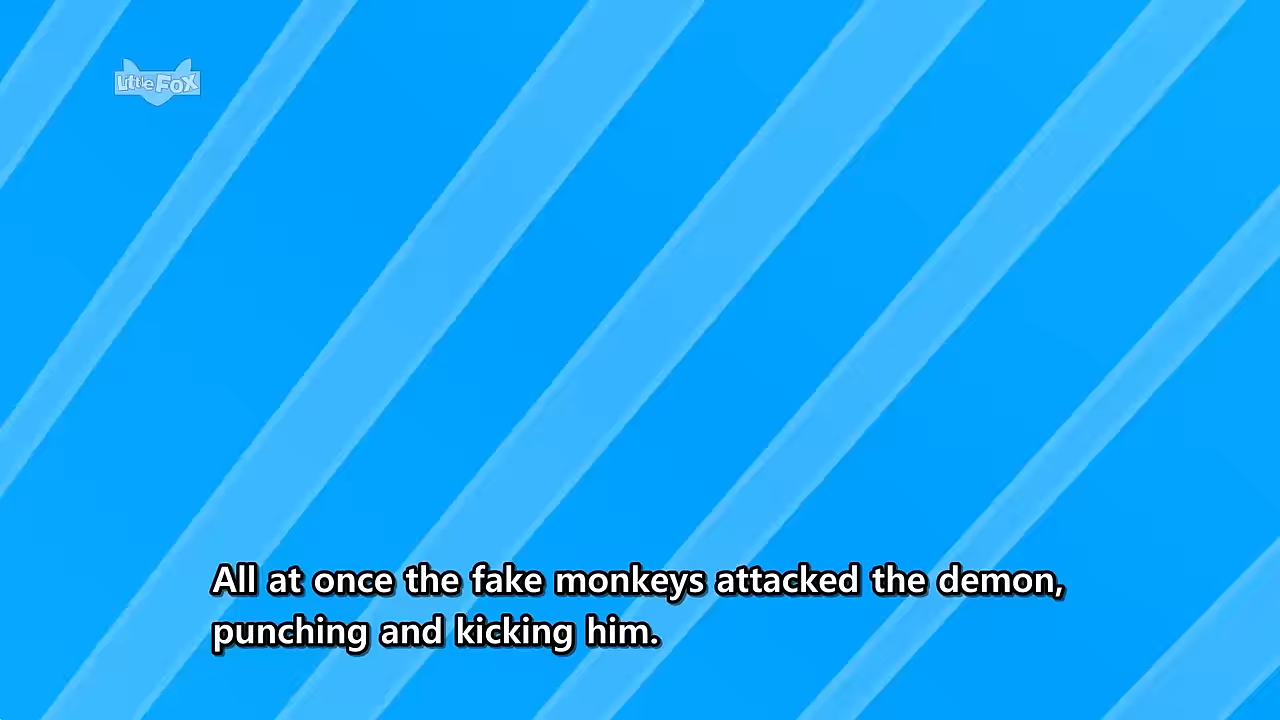 Little Fox
All at once the fake monkeys attacked the demon,
punching and kicking him.